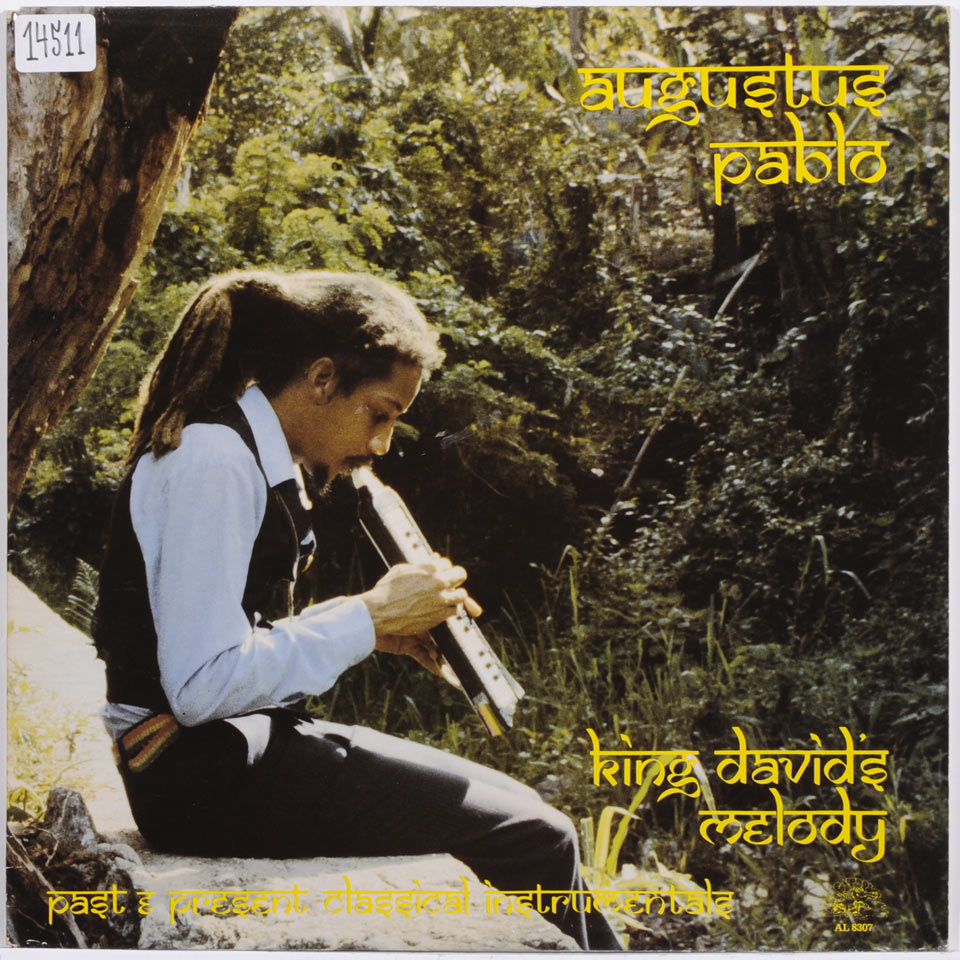 14511
augustus
pablo
king david's
melody
past & present classical instrumentals
AL 8307